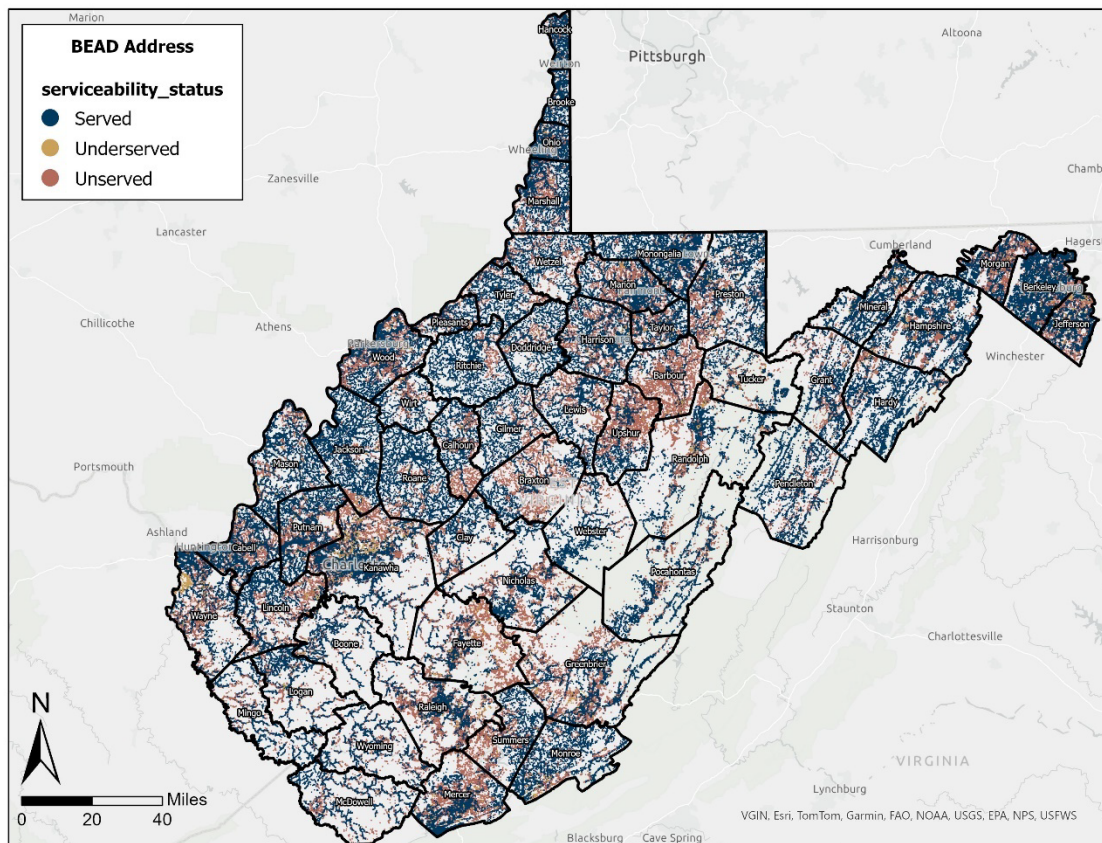 Marion
BEAD Address
serviceability_status
Served
Underserved
Unserved
Hancock
Weirton
Pittsburgh
Altoona
Brooke
Ohio
Wheeling
Zanesville
Marshall
Lancaster
Cumberland
Monongalia
Wetzel
Marion
Preston
Morgan
Berkeley
Jefferson
Tyler
Mineral
Hampshire
Chillicothe
Athens
Pleasants
Taylor
Harrison
Doddridge
Winchester
Parkersburg
Wood
Ritchie
Barbour
Tucker
Grant
Hardy
Wirt
Lewis
Gilmer
Upshur
Calhoun
Jackson
Randolph
Mason
Portsmouth
Roane
Braxton
Pendleton
Putnam
Webster
Ashland
Huntington
Cabell
Clay
Harrisonburg
Kanawha
Pocahontas
Nicholas
Lincoln
Wayne
Staunton
Boone
Fayette
Charlottesville
Greenbrier
Logan
Raleigh
Mingo
Summers
Wyoming
Monroe
N
VIRGINIA
0 20 40 Miles
McDowell
Mercer
Lynchburg
VGIN, Esri, TomTom, Garmin, FAO, NOAA, USGS, EPA, NPS, USFWS
Blacksburg
Cave Spring